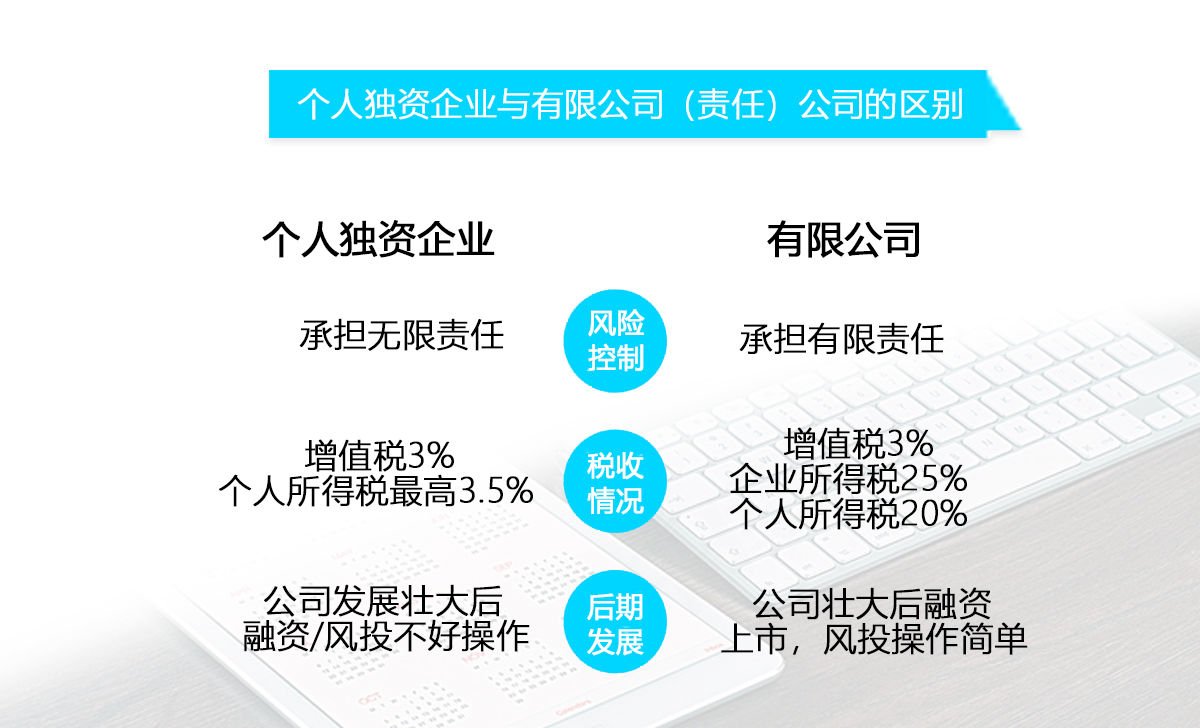 个人独资企业与有限公司（责任）公司的区别
个人独资企业
有限公司
承担无限责任
风险
控制
承担有限责任
增值税3%
个人所得税最高3.5%
税收
情况
增值税3%
企业所得税25%
个人所得税20%
公司发展壮大后
融资/风投不好操作
后期
发展
公司壮大后融资
上市，风投操作简单
SEP
OCT